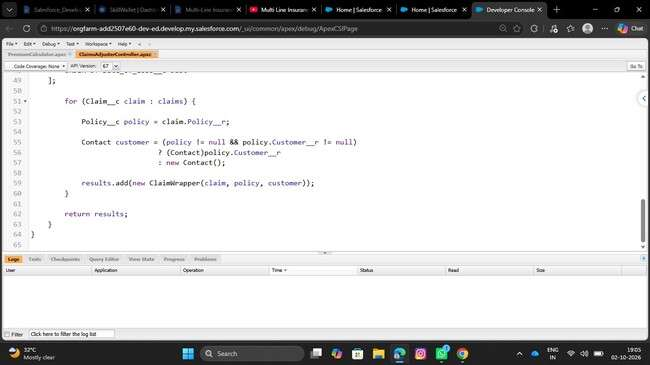 Salesforce_Develo
SkillWallet | Dashb
Multi-Line Insuran
Multi Line Insuran
Home | Salesforce
Home | Salesforce
Developer Console
https://orgfarm-add2507e60-dev-ed.develop.my.salesforce.com/_ui/common/apex/debug/ApexCSIPage
Chat
File Edit Debug Test Workspace Help < >
PremiumCalculator.apxc
ClaimsAdjusterController.apxc
Code Coverage: None API Version: 67
Go To
49 ];
50
51 for (Claim__c claim : claims) {
52
53 Policy__c policy = claim.Policy__r;
54
55 Contact customer = (policy != null && policy.Customer__r != null)
56 ? (Contact)policy.Customer__r
57 : new Contact();
58
59 results.add(new ClaimWrapper(claim, policy, customer));
60 }
61
62 return results;
63 }
64 }
65
Logs Tests Checkpoints Query Editor View State Progress Problems
User Application Operation Time Status Read Size
Filter Click here to filter the log list
32°C
Mostly clear
Search
ENG
IN
19:05
02-10-2026